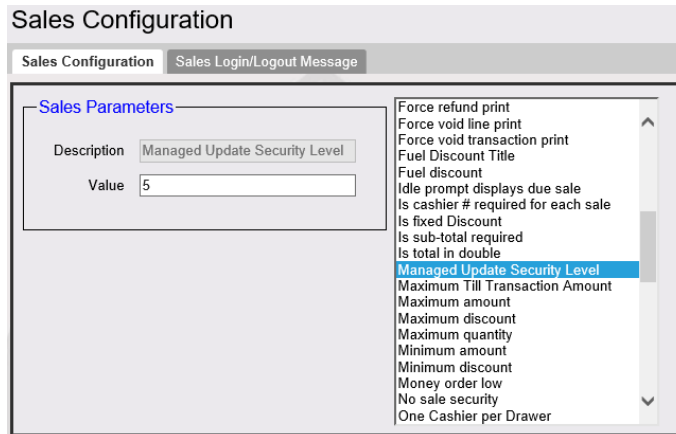 Sales Configuration
Sales Configuration
Sales Login/Logout Message
Sales Parameters
Description
Managed Update Security Level
Value
5
Force refund print
Force void line print
Force void transaction print
Fuel Discount Title
Fuel discount
Idle prompt displays due sale
Is cashier # required for each sale
Is fixed Discount
Is sub-total required
Is total in double
Managed Update Security Level
Maximum Till Transaction Amount
Maximum amount
Maximum discount
Maximum quantity
Minimum amount
Minimum discount
Money order low
No sale security
One Cashier per Drawer